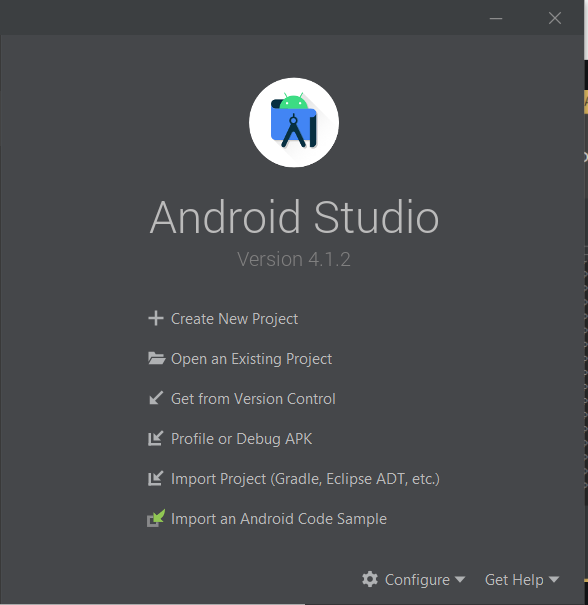 Android Studio
Version 4.1.2
Create New Project
Open an Existing Project
Get from Version Control
Profile or Debug APK
Import Project (Gradle, Eclipse ADT, etc.)
Import an Android Code Sample
Configure Get Help